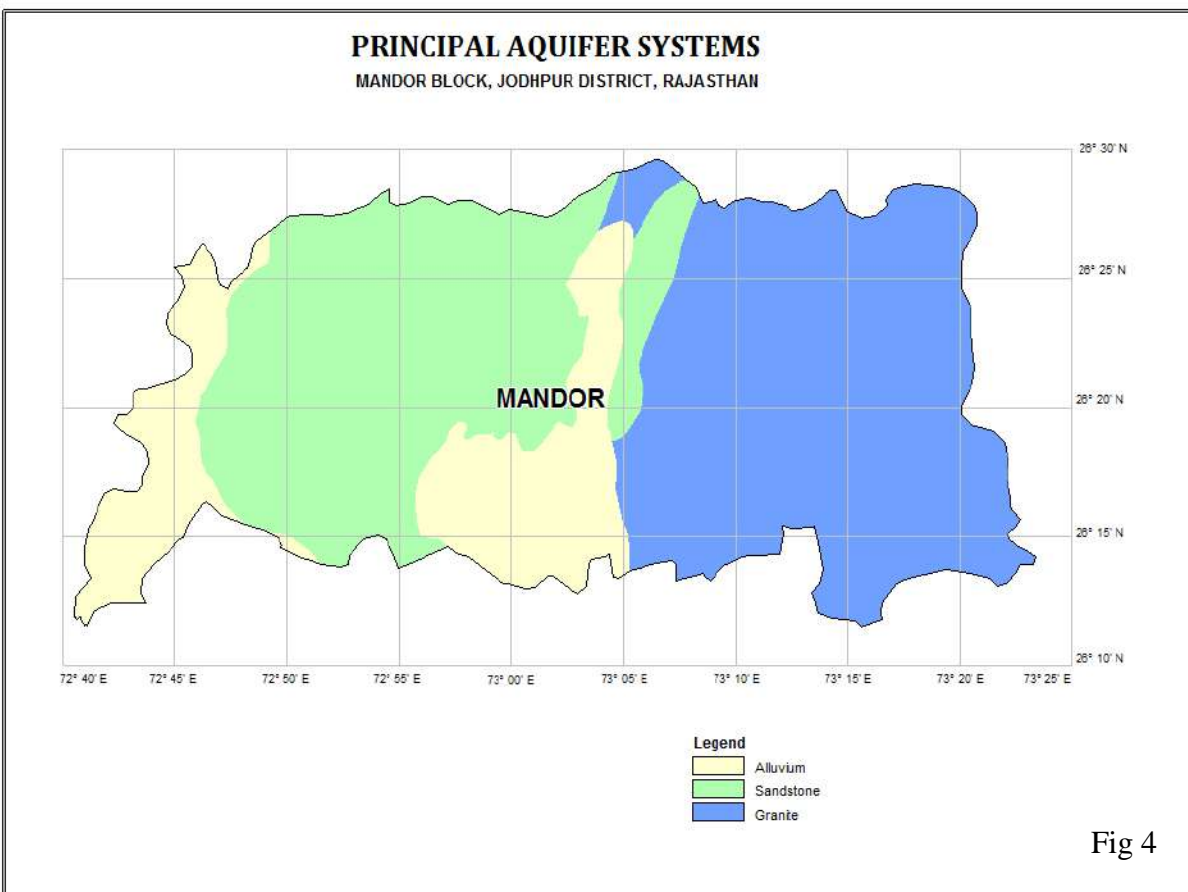 PRINCIPAL AQUIFER SYSTEMS
MANDOR BLOCK, JODHPUR DISTRICT, RAJASTHAN
26° 30' N
26° 25' N
MANDOR
26° 20' N
26° 15' N
26° 10' N
72° 40' E 72° 45' E 72° 50' E 72° 55' E 73° 00' E 73° 05' E 73° 10' E 73° 15' E 73° 20' E 73° 25' E
Legend
Alluvium
Sandstone
Granite
Fig 4